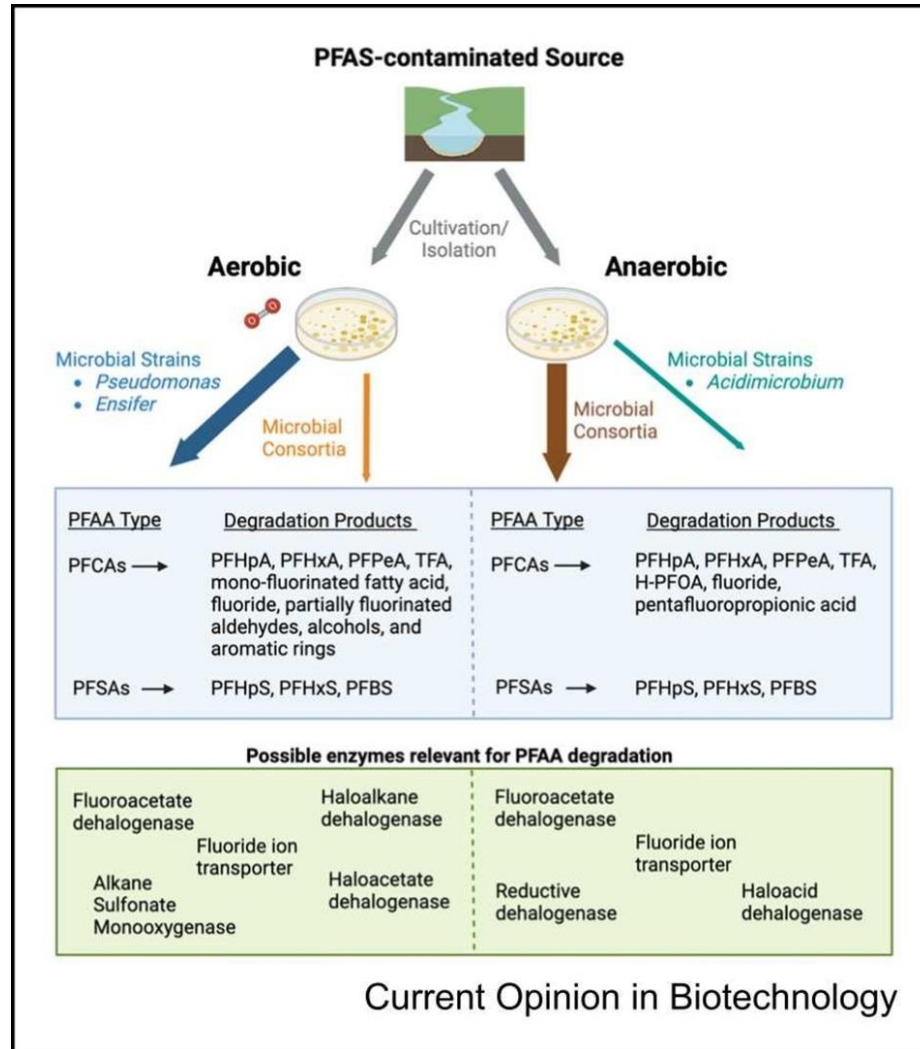 PFAS-contaminated Source
Cultivation/
Isolation
Aerobic
Anaerobic
O
O
Microbial Strains
• Pseudomonas
• Ensifer
Microbial
Consortia
Microbial
Consortia
Microbial Strains
• Acidimicrobium
PFAA Type
Degradation Products
PFCAs →
PFHpA, PFHxA, PFPeA, TFA,
mono-fluorinated fatty acid,
fluoride, partially fluorinated
aldehydes, alcohols, and
aromatic rings
PFSAs →
PFHpS, PFHxS, PFBS
PFAA Type
Degradation Products
PFCAs →
PFHpA, PFHxA, PFPeA, TFA,
H-PFOA, fluoride,
pentafluoropropionic acid
PFSAs →
PFHpS, PFHxS, PFBS
Possible enzymes relevant for PFAA degradation
Fluoroacetate
dehalogenase
Haloalkane
dehalogenase
Fluoride ion
transporter
Alkane
Sulfonate
Monooxygenase
Haloacetate
dehalogenase
Fluoroacetate
dehalogenase
Fluoride ion
transporter
Reductive
dehalogenase
Haloacid
dehalogenase
Current Opinion in Biotechnology